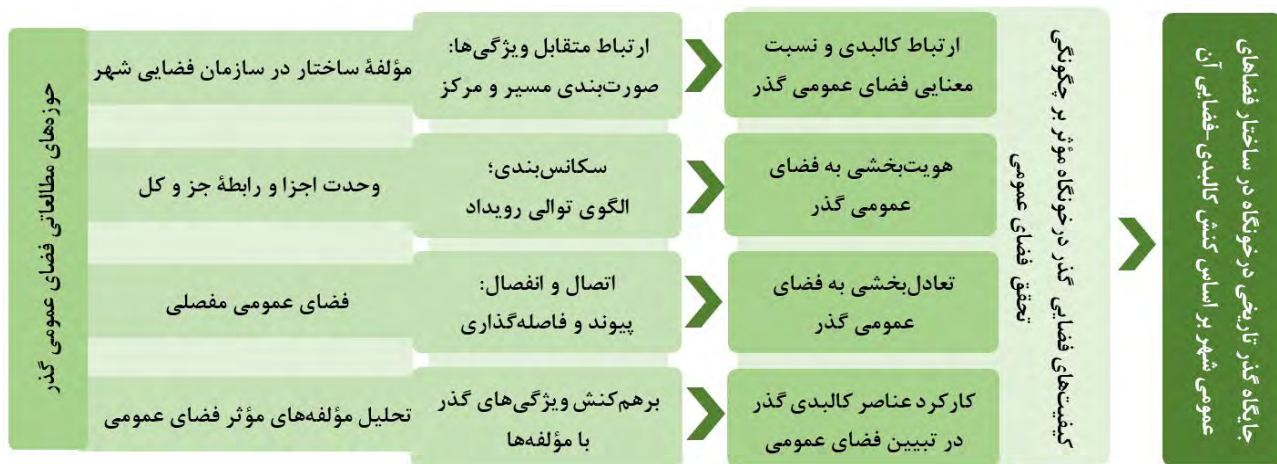 حوزه‌های مطالعاتی فضای عمومی گذر
مؤلفهٔ ساختار در سازمان فضایی شهر
ارتباط متقابل ویژگی‌ها:
صورت‌بندی مسیر و مرکز
ارتباط کالبدی و نسبت
معنایی فضای عمومی گذر
وحدت اجزا و رابطهٔ جز و کل
سکانس‌بندی؛
الگوی توالی رویداد
هویت‌بخشی به فضای
عمومی گذر
فضای عمومی مفصلی
اتصال و انفصال:
پیوند و فاصله‌گذاری
تعادل‌بخشی به فضای
عمومی گذر
تحلیل مؤلفه‌های مؤثر فضای عمومی
برهم‌کنش ویژگی‌های گذر
با مؤلفه‌ها
کارکرد عناصر کالبدی گذر
در تبیین فضای عمومی
کیفیت‌های فضایی گذر درخونگاه مؤثر بر چگونگی
تحقق فضای عمومی
جایگاه گذر تاریخی درخونگاه در ساختار فضاهای
عمومی شهر بر اساس کنش کالبدی-فضایی آن